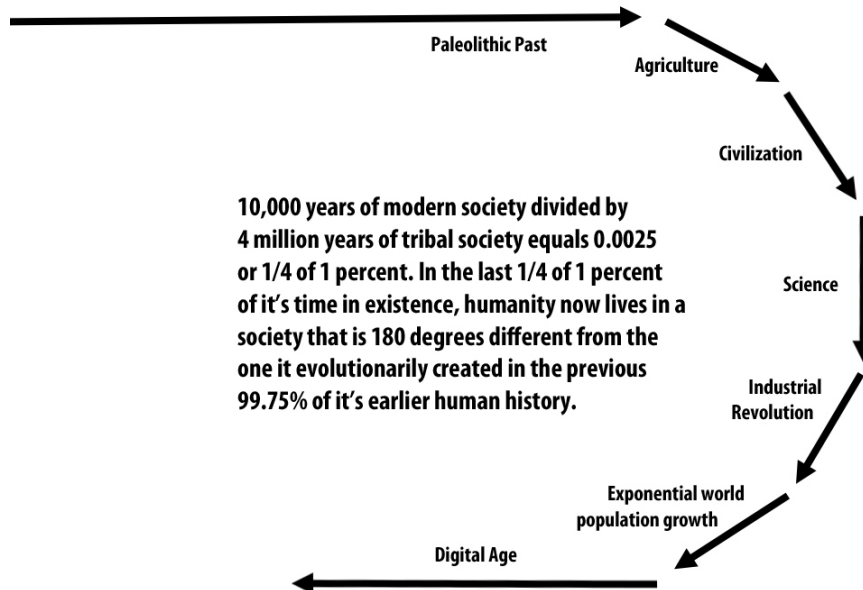 Paleolithic Past
Agriculture
Civilization
10,000 years of modern society divided by
4 million years of tribal society equals 0.0025
or 1/4 of 1 percent. In the last 1/4 of 1 percent
of it's time in existence, humanity now lives in a
society that is 180 degrees different from the
one it evolutionarily created in the previous
99.75% of it's earlier human history.
Science
Industrial
Revolution
Exponential world
population growth
Digital Age